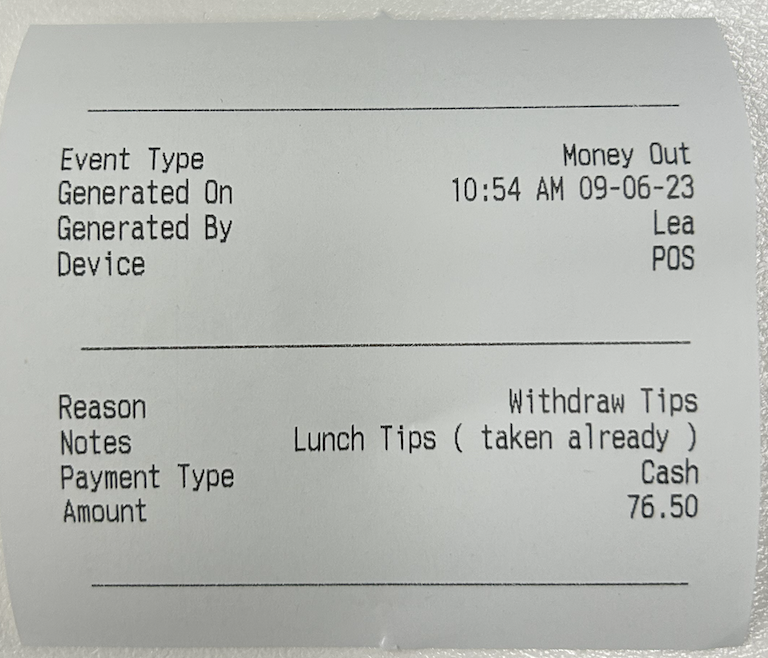 Event Type Money Out
Generated On 10:54 AM 09-06-23
Generated By Lea
Device POS
Reason Withdraw Tips
Notes Lunch Tips ( taken already )
Payment Type Cash
Amount 76.50